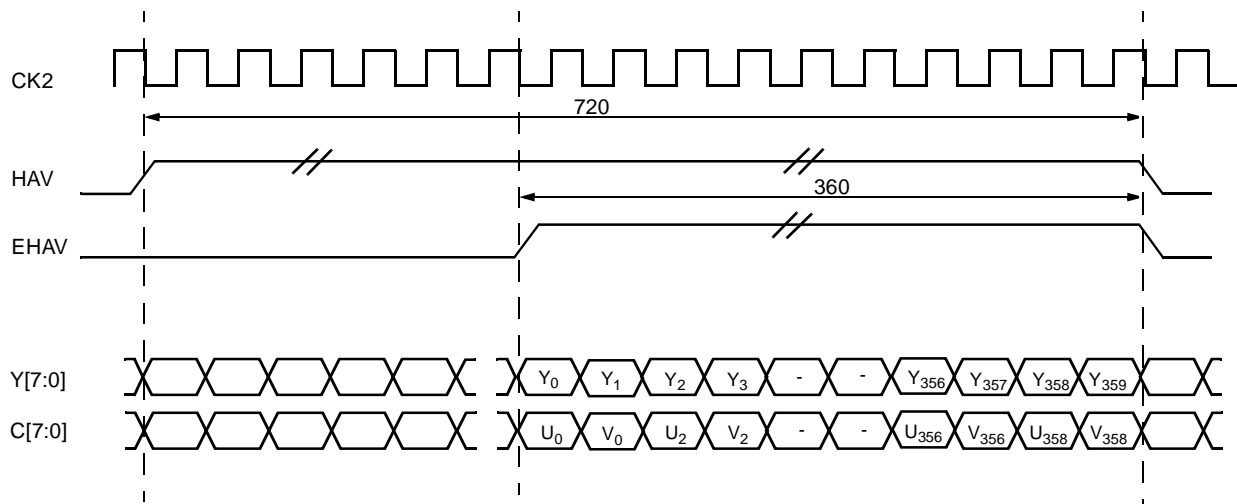 CK2
720
HAV
360
EHAV
Y[7:0] Y0 Y1 Y2 Y3 - - Y356 Y357 Y358 Y359
C[7:0] U0 V0 U2 V2 - - U356 V356 U358 V358